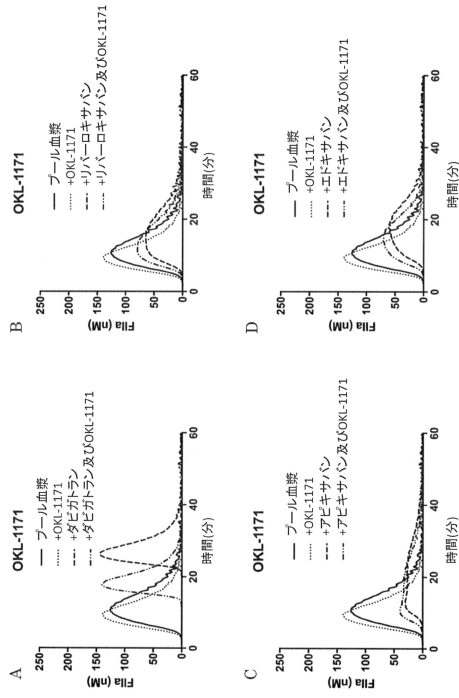 A
OKL-1171
プール血漿
+OKL-1171
+ダビガトラン
+ダビガトラン及びOKL-1171
FIIa (nM)
250
200
150
100
50
0
0
20
40
60
時間(分)
B
OKL-1171
プール血漿
+OKL-1171
+リバーロキサバン
+リバーロキサバン及びOKL-1171
FIIa (nM)
250
200
150
100
50
0
0
20
40
60
時間(分)
C
OKL-1171
プール血漿
+OKL-1171
+アピキサバン
+アピキサバン及びOKL-1171
FIIa (nM)
250
200
150
100
50
0
0
20
40
60
時間(分)
D
OKL-1171
プール血漿
+OKL-1171
+エドキサバン
+エドキサバン及びOKL-1171
FIIa (nM)
250
200
150
100
50
0
0
20
40
60
時間(分)